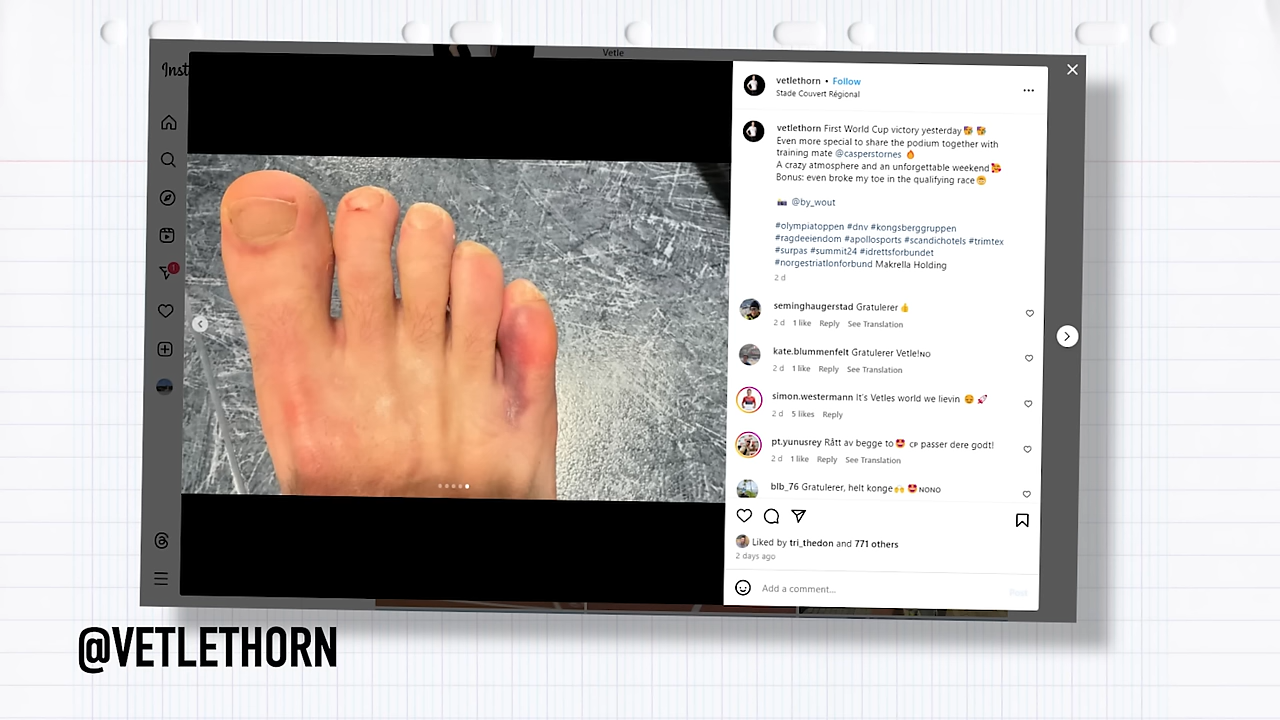 Vetle
Inst
vetlethorn • Follow
Stade Couvert Régional
vetlethorn First World Cup victory yesterday🥰 🥰
Even more special to share the podium together with
training mate @casperstornes 🔥
A crazy atmosphere and an unforgettable weekend🥰
Bonus: even broke my toe in the qualifying race😁
📸 @by_wout
#olympiatoppen #dnv #kongsberggruppen
#ragdeeiendom #apollosports #scandichotels #trimtex
#surpas #summit24 #idrettsforbundet
#norgestriatlonforbund Makrella Holding
2 d
seminghaugerstad Gratulerer 👍
2 d 1 like Reply See Translation
kate.blummenfelt Gratulerer Vetle!NO
2 d 1 like Reply See Translation
simon.westermann It's Vetles world we lievin 😍 🚀
2 d 5 likes Reply
pt.yunusrey Rått av begge to🤩 CP passer dere godt!
2 d 1 like Reply See Translation
blb_76 Gratulerer, helt konge🙌 🤩NONO
Liked by tri_thedon and 771 others
2 days ago
Add a comment...
Post
@VETLETHORN